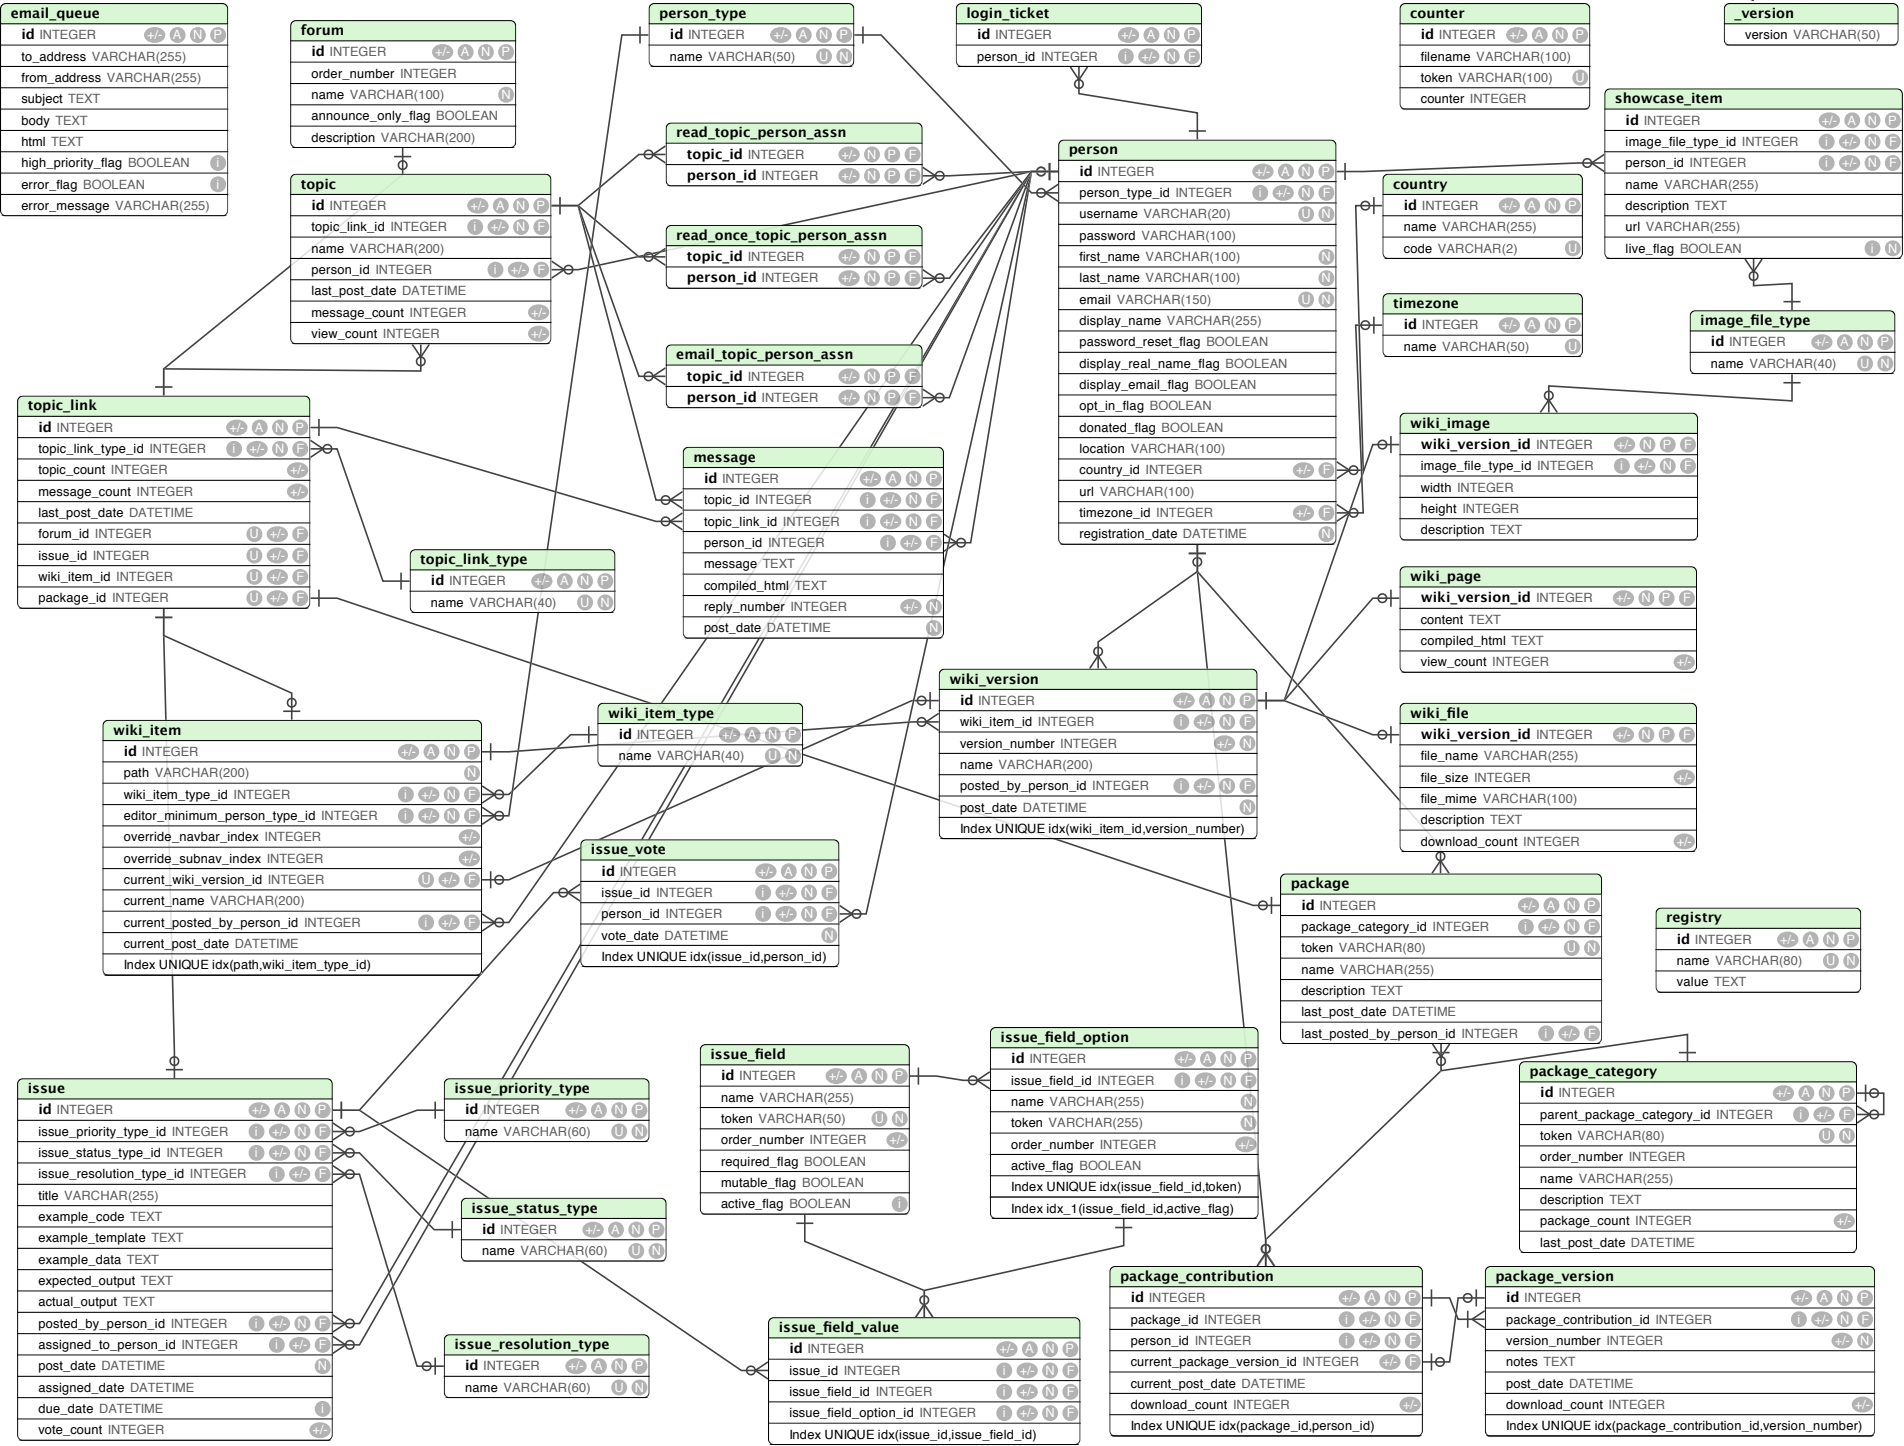 email_queue
id INTEGER +/- A N P
to_address VARCHAR(255)
from_address VARCHAR(255)
subject TEXT
body TEXT
html TEXT
high_priority_flag BOOLEAN i
error_flag BOOLEAN i
error_message VARCHAR(255)
forum
id INTEGER +/- A N P
order_number INTEGER
name VARCHAR(100) N
announce_only_flag BOOLEAN
description VARCHAR(200)
person_type
id INTEGER +/- A N P
name VARCHAR(50) U N
login_ticket
id INTEGER +/- A N P
person_id INTEGER i +/- N F
counter
id INTEGER +/- A N P
filename VARCHAR(100)
token VARCHAR(100) U
counter INTEGER
_version
version VARCHAR(50)
showcase_item
id INTEGER +/- A N P
image_file_type_id INTEGER i +/- N F
person_id INTEGER i +/- N F
name VARCHAR(255)
description TEXT
url VARCHAR(255)
live_flag BOOLEAN i N
read_topic_person_assn
topic_id INTEGER +/- N P F
person_id INTEGER +/- N P F
topic
id INTEGER +/- A N P
topic_link_id INTEGER i +/- N F
name VARCHAR(200)
person_id INTEGER i +/- F
last_post_date DATETIME
message_count INTEGER +/-
view_count INTEGER +/-
read_once_topic_person_assn
topic_id INTEGER +/- N P F
person_id INTEGER +/- N P F
email_topic_person_assn
topic_id INTEGER +/- N P F
person_id INTEGER +/- N P F
person
id INTEGER +/- A N P
person_type_id INTEGER i +/- N F
username VARCHAR(20) U N
password VARCHAR(100)
first_name VARCHAR(100) N
last_name VARCHAR(100) N
email VARCHAR(150) U N
display_name VARCHAR(255)
password_reset_flag BOOLEAN
display_real_name_flag BOOLEAN
display_email_flag BOOLEAN
opt_in_flag BOOLEAN
donated_flag BOOLEAN
location VARCHAR(100)
country_id INTEGER +/- F
url VARCHAR(100)
timezone_id INTEGER +/- F
registration_date DATETIME N
country
id INTEGER +/- A N P
name VARCHAR(255)
code VARCHAR(2) U
timezone
id INTEGER +/- A N P
name VARCHAR(50) U
image_file_type
id INTEGER +/- A N P
name VARCHAR(40) U N
topic_link
id INTEGER +/- A N P
topic_link_type_id INTEGER i +/- N F
topic_count INTEGER +/-
message_count INTEGER +/-
last_post_date DATETIME
forum_id INTEGER U +/- F
issue_id INTEGER U +/- F
wiki_item_id INTEGER U +/- F
package_id INTEGER U +/- F
topic_link_type
id INTEGER +/- A N P
name VARCHAR(40) U N
message
id INTEGER +/- A N P
topic_id INTEGER i +/- N F
topic_link_id INTEGER i +/- N F
person_id INTEGER i +/- F
message TEXT
compiled_html TEXT
reply_number INTEGER +/- N
post_date DATETIME N
wiki_image
wiki_version_id INTEGER +/- N P F
image_file_type_id INTEGER i +/- N F
width INTEGER
height INTEGER
description TEXT
wiki_page
wiki_version_id INTEGER +/- N P F
content TEXT
compiled_html TEXT
view_count INTEGER +/-
wiki_version
id INTEGER +/- A N P
wiki_item_id INTEGER i +/- N F
version_number INTEGER +/- N
name VARCHAR(200)
posted_by_person_id INTEGER i +/- N F
post_date DATETIME N
Index UNIQUE idx(wiki_item_id,version_number)
wiki_file
wiki_version_id INTEGER +/- N P F
file_name VARCHAR(255)
file_size INTEGER +/-
file_mime VARCHAR(100)
description TEXT
download_count INTEGER +/-
wiki_item
id INTEGER +/- A N P
path VARCHAR(200) N
wiki_item_type_id INTEGER i +/- N F
editor_minimum_person_type_id INTEGER i +/- N F
override_navbar_index INTEGER +/-
override_subnav_index INTEGER +/-
current_wiki_version_id INTEGER U +/- F
current_name VARCHAR(200)
current_posted_by_person_id INTEGER i +/- F
current_post_date DATETIME
Index UNIQUE idx(path,wiki_item_type_id)
wiki_item_type
id INTEGER +/- A N P
name VARCHAR(40) U N
issue_vote
id INTEGER +/- A N P
issue_id INTEGER i +/- N F
person_id INTEGER i +/- N F
vote_date DATETIME N
Index UNIQUE idx(issue_id,person_id)
package
id INTEGER +/- A N P
package_category_id INTEGER i +/- N F
token VARCHAR(80) U N
name VARCHAR(255)
description TEXT
last_post_date DATETIME
last_posted_by_person_id INTEGER i +/- F
registry
id INTEGER +/- A N P
name VARCHAR(80) U N
value TEXT
issue
id INTEGER +/- A N P
issue_priority_type_id INTEGER i +/- N F
issue_status_type_id INTEGER i +/- N F
issue_resolution_type_id INTEGER i +/- F
title VARCHAR(255)
example_code TEXT
example_template TEXT
example_data TEXT
expected_output TEXT
actual_output TEXT
posted_by_person_id INTEGER i +/- N F
assigned_to_person_id INTEGER i +/- F
post_date DATETIME N
assigned_date DATETIME
due_date DATETIME i
vote_count INTEGER +/-
issue_priority_type
id INTEGER +/- A N P
name VARCHAR(60) U N
issue_status_type
id INTEGER +/- A N P
name VARCHAR(60) U N
issue_resolution_type
id INTEGER +/- A N P
name VARCHAR(60) U N
issue_field
id INTEGER +/- A N P
name VARCHAR(255)
token VARCHAR(50) U N
order_number INTEGER +/-
required_flag BOOLEAN
mutable_flag BOOLEAN
active_flag BOOLEAN i
issue_field_option
id INTEGER +/- A N P
issue_field_id INTEGER i +/- N F
name VARCHAR(255) N
token VARCHAR(255) N
order_number INTEGER +/-
active_flag BOOLEAN
Index UNIQUE idx(issue_field_id,token)
Index idx_1(issue_field_id,active_flag)
issue_field_value
id INTEGER +/- A N P
issue_id INTEGER i +/- N F
issue_field_id INTEGER i +/- N F
issue_field_option_id INTEGER i +/- N F
Index UNIQUE idx(issue_id,issue_field_id)
package_category
id INTEGER +/- A N P
parent_package_category_id INTEGER i +/- F
token VARCHAR(80) U N
order_number INTEGER
name VARCHAR(255)
description TEXT
package_count INTEGER +/-
last_post_date DATETIME
package_contribution
id INTEGER +/- A N P
package_id INTEGER i +/- N F
person_id INTEGER i +/- N F
current_package_version_id INTEGER +/- F
current_post_date DATETIME
download_count INTEGER +/-
Index UNIQUE idx(package_id,person_id)
package_version
id INTEGER +/- A N P
package_contribution_id INTEGER i +/- N F
version_number INTEGER +/- N
notes TEXT
post_date DATETIME
download_count INTEGER +/-
Index UNIQUE idx(package_contribution_id,version_number)